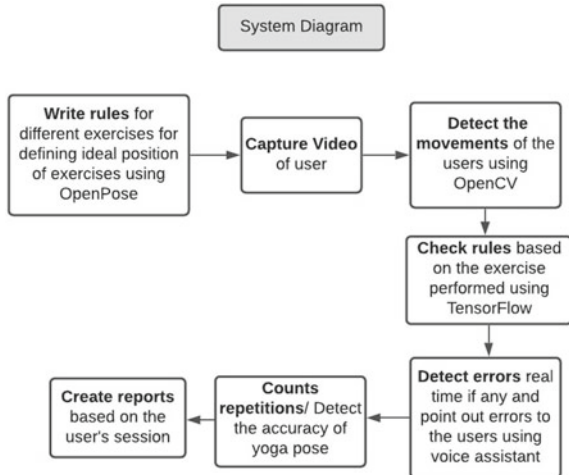 System Diagram
Write rules for
different exercises for
defining ideal position
of exercises using
OpenPose
Capture Video
of user
Detect the
movements of the
users using
OpenCV
Check rules based
on the exercise
performed using
TensorFlow
Detect errors real
time if any and
point out errors to
the users using
voice assistant
Counts
repetitions/ Detect
the accuracy of
yoga pose
Create reports
based on the
user's session